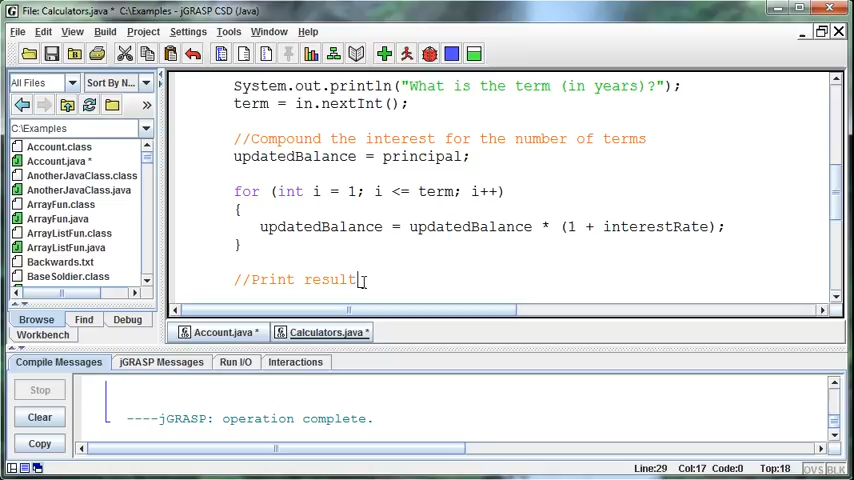 File: Calculators.java * C:\Examples - jGRASP CSD (Java)
File Edit View Build Project Settings Tools Window Help
All Files Sort By N...
»
C:\Examples
Account.class
Account.java *
AnotherJavaClass.class
AnotherJavaClass.java
ArrayFun.class
ArrayFun.java
ArrayListFun.class
ArrayListFun.java
Backwards.txt
BaseSoldier.class
Browse Find Debug
Workbench
System.out.println("What is the term (in years)?");
term = in.nextInt();
//Compound the interest for the number of terms
updatedBalance = principal;
for (int i = 1; i <= term; i++)
{
updatedBalance = updatedBalance * (1 + interestRate);
}
//Print result
Account.java * Calculators.java *
Compile Messages jGRASP Messages Run I/O Interactions
Stop
Clear
Copy
----jGRASP: operation complete.
Line:29 Col:17 Code:0 Top:18 OVS BLK